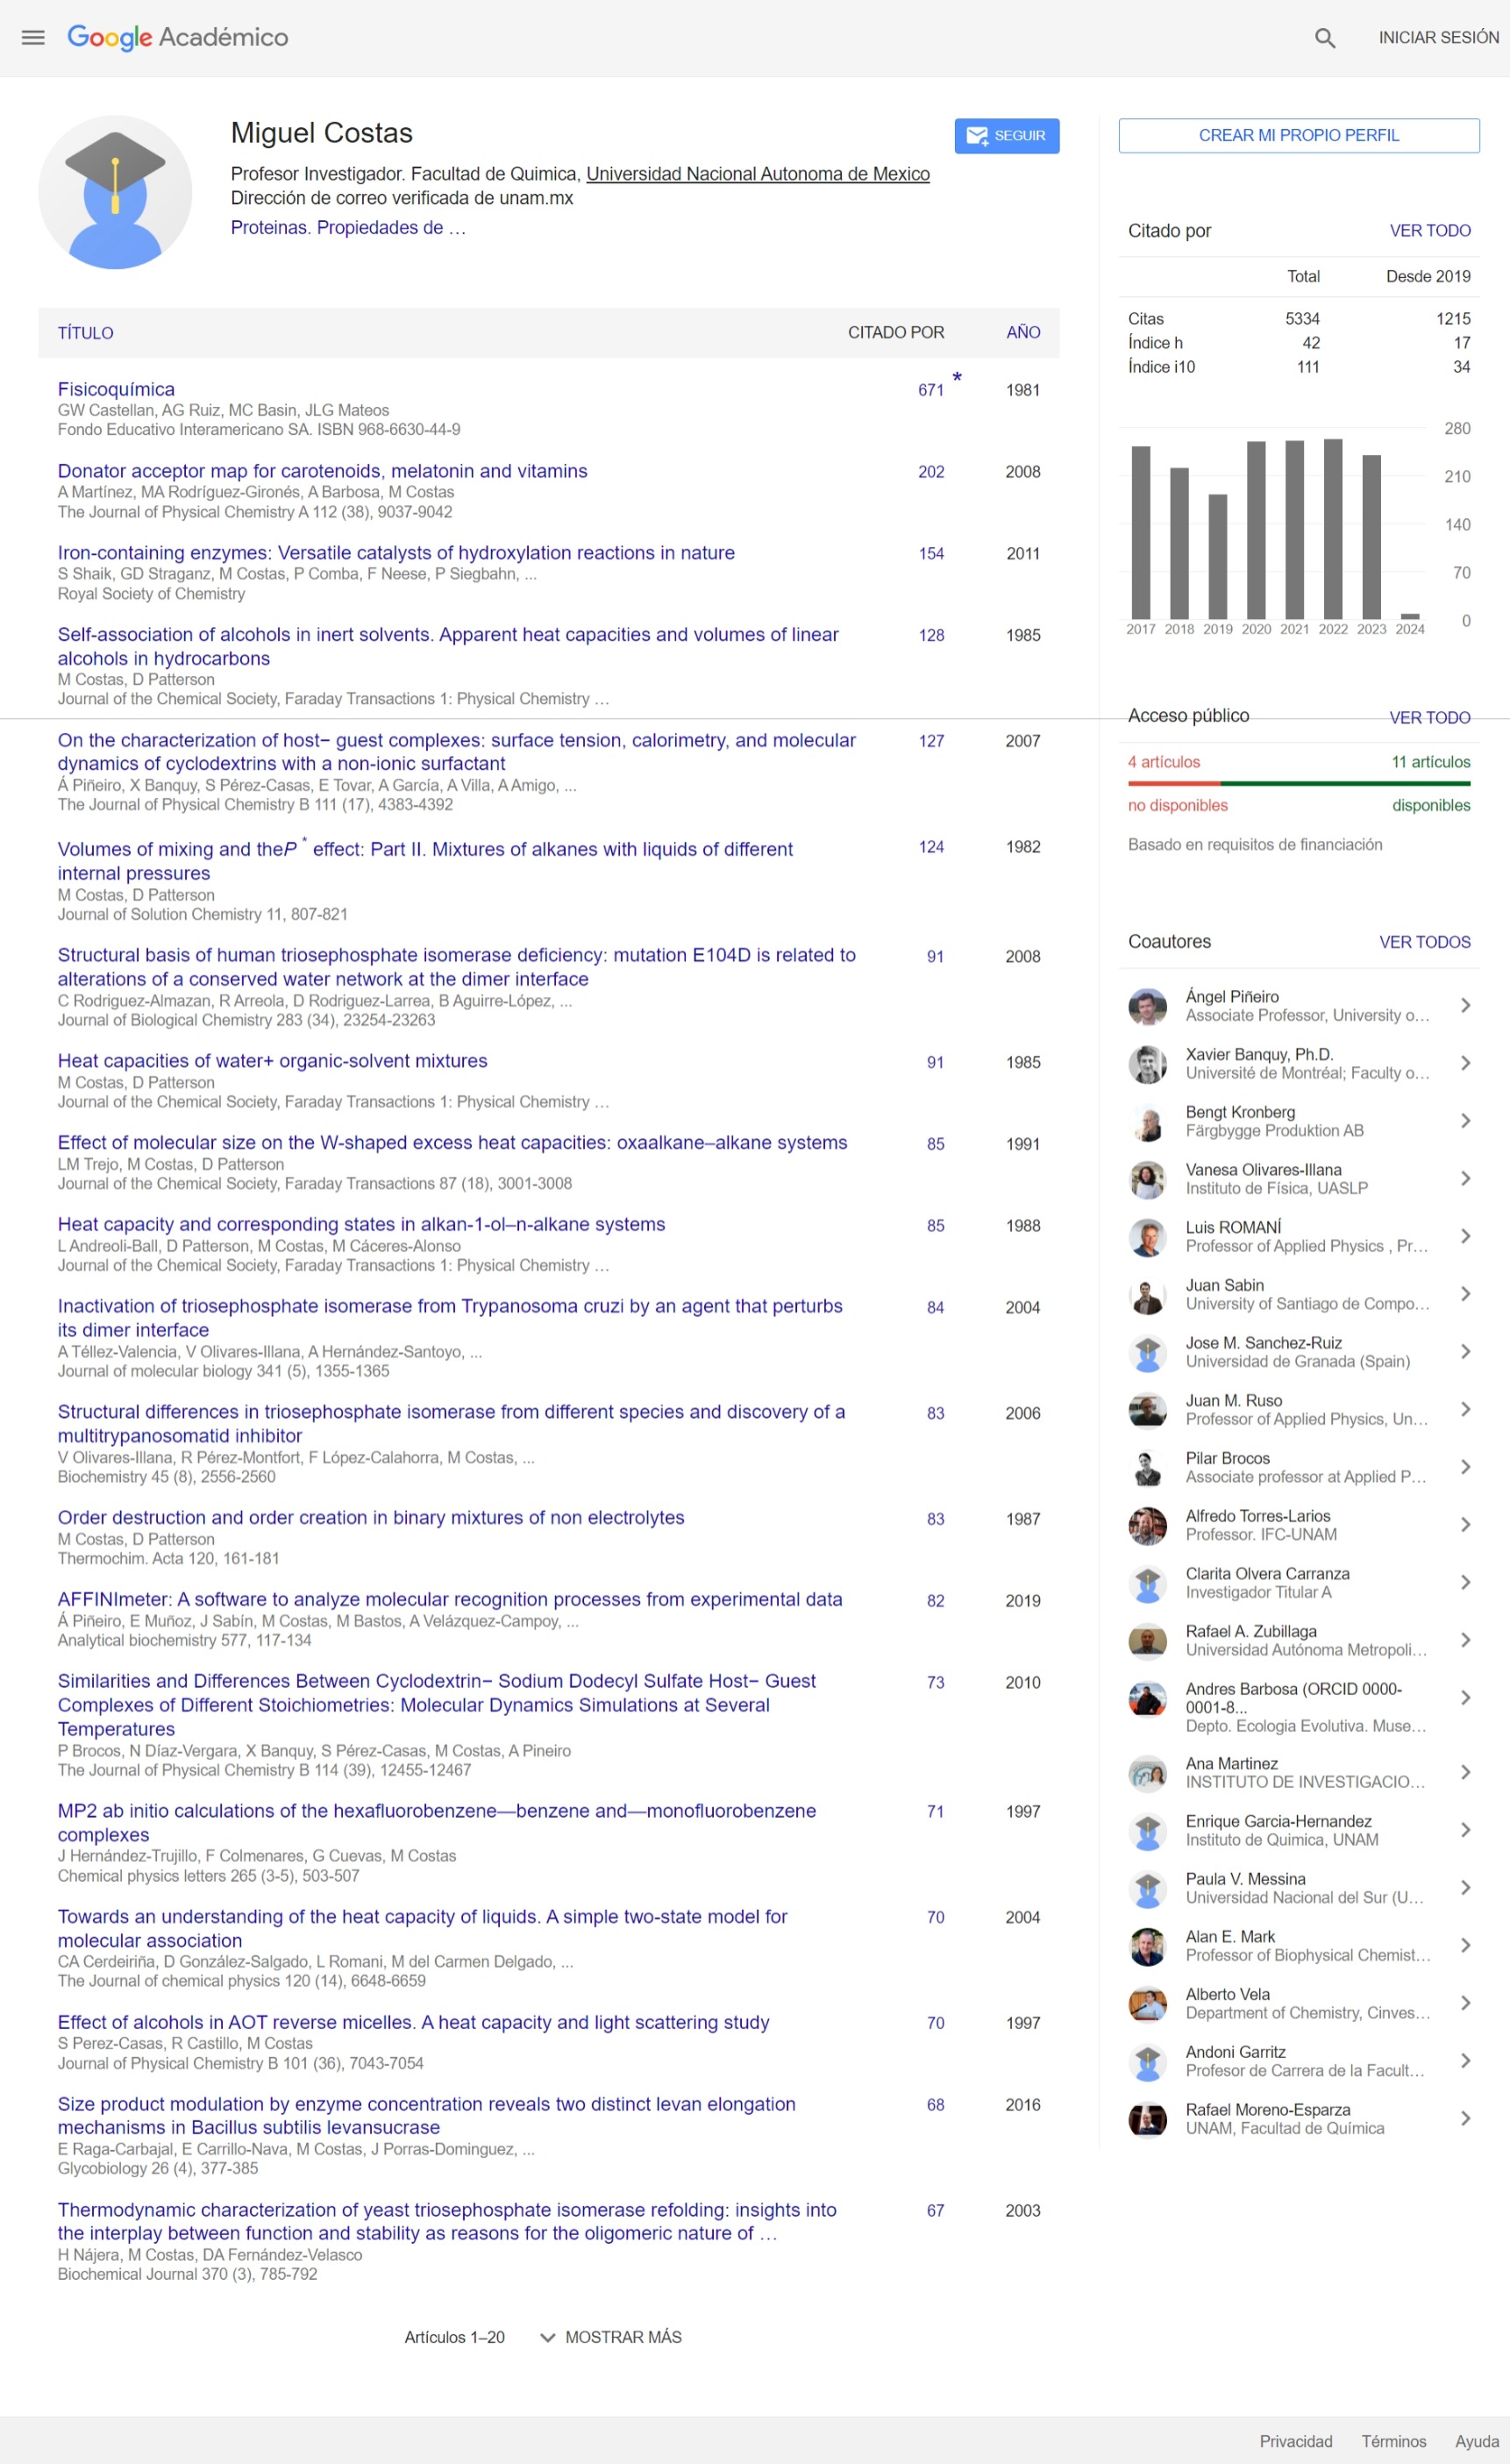 Google Académico
INICIAR SESIÓN
Miguel Costas
SEGUIR
Profesor Investigador. Facultad de Quimica, Universidad Nacional Autonoma de Mexico
Dirección de correo verificada de unam.mx
Proteinas. Propiedades de …
TÍTULO CITADO POR AÑO
Fisicoquímica 671 * 1981
GW Castellan, AG Ruiz, MC Basin, JLG Mateos
Fondo Educativo Interamericano SA. ISBN 968-6630-44-9
Donator acceptor map for carotenoids, melatonin and vitamins 202 2008
A Martínez, MA Rodríguez-Gironés, A Barbosa, M Costas
The Journal of Physical Chemistry A 112 (38), 9037-9042
Iron-containing enzymes: Versatile catalysts of hydroxylation reactions in nature 154 2011
S Shaik, GD Straganz, M Costas, P Comba, F Neese, P Siegbahn, ...
Royal Society of Chemistry
Self-association of alcohols in inert solvents. Apparent heat capacities and volumes of linear 128 1985
alcohols in hydrocarbons
M Costas, D Patterson
Journal of the Chemical Society, Faraday Transactions 1: Physical Chemistry …
On the characterization of host− guest complexes: surface tension, calorimetry, and molecular 127 2007
dynamics of cyclodextrins with a non-ionic surfactant
Á Piñeiro, X Banquy, S Pérez-Casas, E Tovar, A García, A Villa, A Amigo, ...
The Journal of Physical Chemistry B 111 (17), 4383-4392
Volumes of mixing and theP * effect: Part II. Mixtures of alkanes with liquids of different 124 1982
internal pressures
M Costas, D Patterson
Journal of Solution Chemistry 11, 807-821
Structural basis of human triosephosphate isomerase deficiency: mutation E104D is related to 91 2008
alterations of a conserved water network at the dimer interface
C Rodriguez-Almazan, R Arreola, D Rodriguez-Larrea, B Aguirre-López, ...
Journal of Biological Chemistry 283 (34), 23254-23263
Heat capacities of water+ organic-solvent mixtures 91 1985
M Costas, D Patterson
Journal of the Chemical Society, Faraday Transactions 1: Physical Chemistry …
Effect of molecular size on the W-shaped excess heat capacities: oxaalkane–alkane systems 85 1991
LM Trejo, M Costas, D Patterson
Journal of the Chemical Society, Faraday Transactions 87 (18), 3001-3008
Heat capacity and corresponding states in alkan-1-ol–n-alkane systems 85 1988
L Andreoli-Ball, D Patterson, M Costas, M Cáceres-Alonso
Journal of the Chemical Society, Faraday Transactions 1: Physical Chemistry …
Inactivation of triosephosphate isomerase from Trypanosoma cruzi by an agent that perturbs 84 2004
its dimer interface
A Téllez-Valencia, V Olivares-Illana, A Hernández-Santoyo, ...
Journal of molecular biology 341 (5), 1355-1365
Structural differences in triosephosphate isomerase from different species and discovery of a 83 2006
multitrypanosomatid inhibitor
V Olivares-Illana, R Pérez-Montfort, F López-Calahorra, M Costas, ...
Biochemistry 45 (8), 2556-2560
Order destruction and order creation in binary mixtures of non electrolytes 83 1987
M Costas, D Patterson
Thermochim. Acta 120, 161-181
AFFINImeter: A software to analyze molecular recognition processes from experimental data 82 2019
Á Piñeiro, E Muñoz, J Sabín, M Costas, M Bastos, A Velázquez-Campoy, ...
Analytical biochemistry 577, 117-134
Similarities and Differences Between Cyclodextrin− Sodium Dodecyl Sulfate Host− Guest 73 2010
Complexes of Different Stoichiometries: Molecular Dynamics Simulations at Several
Temperatures
P Brocos, N Díaz-Vergara, X Banquy, S Pérez-Casas, M Costas, A Pineiro
The Journal of Physical Chemistry B 114 (39), 12455-12467
MP2 ab initio calculations of the hexafluorobenzene—benzene and—monofluorobenzene 71 1997
complexes
J Hernández-Trujillo, F Colmenares, G Cuevas, M Costas
Chemical physics letters 265 (3-5), 503-507
Towards an understanding of the heat capacity of liquids. A simple two-state model for 70 2004
molecular association
CA Cerdeiriña, D González-Salgado, L Romani, M del Carmen Delgado, ...
The Journal of chemical physics 120 (14), 6648-6659
Effect of alcohols in AOT reverse micelles. A heat capacity and light scattering study 70 1997
S Perez-Casas, R Castillo, M Costas
Journal of Physical Chemistry B 101 (36), 7043-7054
Size product modulation by enzyme concentration reveals two distinct levan elongation 68 2016
mechanisms in Bacillus subtilis levansucrase
E Raga-Carbajal, E Carrillo-Nava, M Costas, J Porras-Dominguez, ...
Glycobiology 26 (4), 377-385
Thermodynamic characterization of yeast triosephosphate isomerase refolding: insights into 67 2003
the interplay between function and stability as reasons for the oligomeric nature of …
H Nájera, M Costas, DA Fernández-Velasco
Biochemical Journal 370 (3), 785-792
Artículos 1–20 MOSTRAR MÁS
CREAR MI PROPIO PERFIL
Citado por VER TODO
Total Desde 2019
Citas 5334 1215
Índice h 42 17
Índice i10 111 34
280
210
140
70
0
2017 2018 2019 2020 2021 2022 2023 2024
Acceso público VER TODO
4 artículos 11 artículos
no disponibles disponibles
Basado en requisitos de financiación
Coautores VER TODOS
Ángel Piñeiro
Associate Professor, University o…
Xavier Banquy, Ph.D.
Université de Montréal; Faculty o…
Bengt Kronberg
Färgbygge Produktion AB
Vanesa Olivares-Illana
Instituto de Física, UASLP
Luis ROMANÍ
Professor of Applied Physics , Pr…
Juan Sabin
University of Santiago de Compo…
Jose M. Sanchez-Ruiz
Universidad de Granada (Spain)
Juan M. Ruso
Professor of Applied Physics, Un…
Pilar Brocos
Associate professor at Applied P…
Alfredo Torres-Larios
Professor. IFC-UNAM
Clarita Olvera Carranza
Investigador Titular A
Rafael A. Zubillaga
Universidad Autónoma Metropoli…
Andres Barbosa (ORCID 0000-
0001-8...
Depto. Ecologia Evolutiva. Muse…
Ana Martinez
INSTITUTO DE INVESTIGACIO…
Enrique Garcia-Hernandez
Instituto de Quimica, UNAM
Paula V. Messina
Universidad Nacional del Sur (U…
Alan E. Mark
Professor of Biophysical Chemist…
Alberto Vela
Department of Chemistry, Cinves…
Andoni Garritz
Profesor de Carrera de la Facult…
Rafael Moreno-Esparza
UNAM, Facultad de Química
Privacidad Términos Ayuda